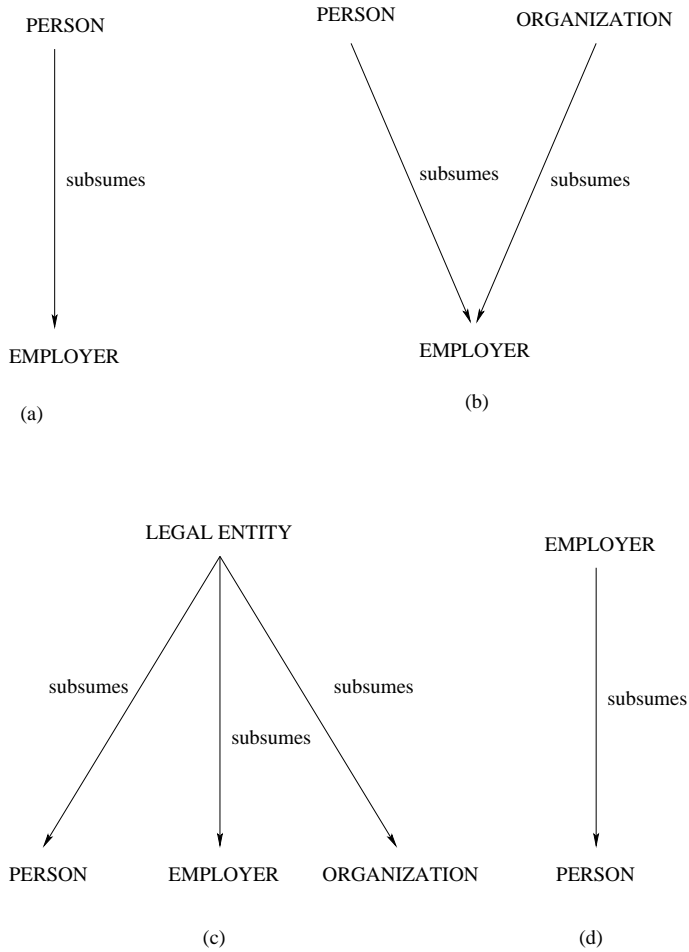 PERSON
subsumes
EMPLOYER
(a)
PERSON
ORGANIZATION
subsumes
subsumes
EMPLOYER
(b)
LEGAL ENTITY
subsumes
subsumes
subsumes
PERSON
EMPLOYER
ORGANIZATION
(c)
EMPLOYER
subsumes
PERSON
(d)